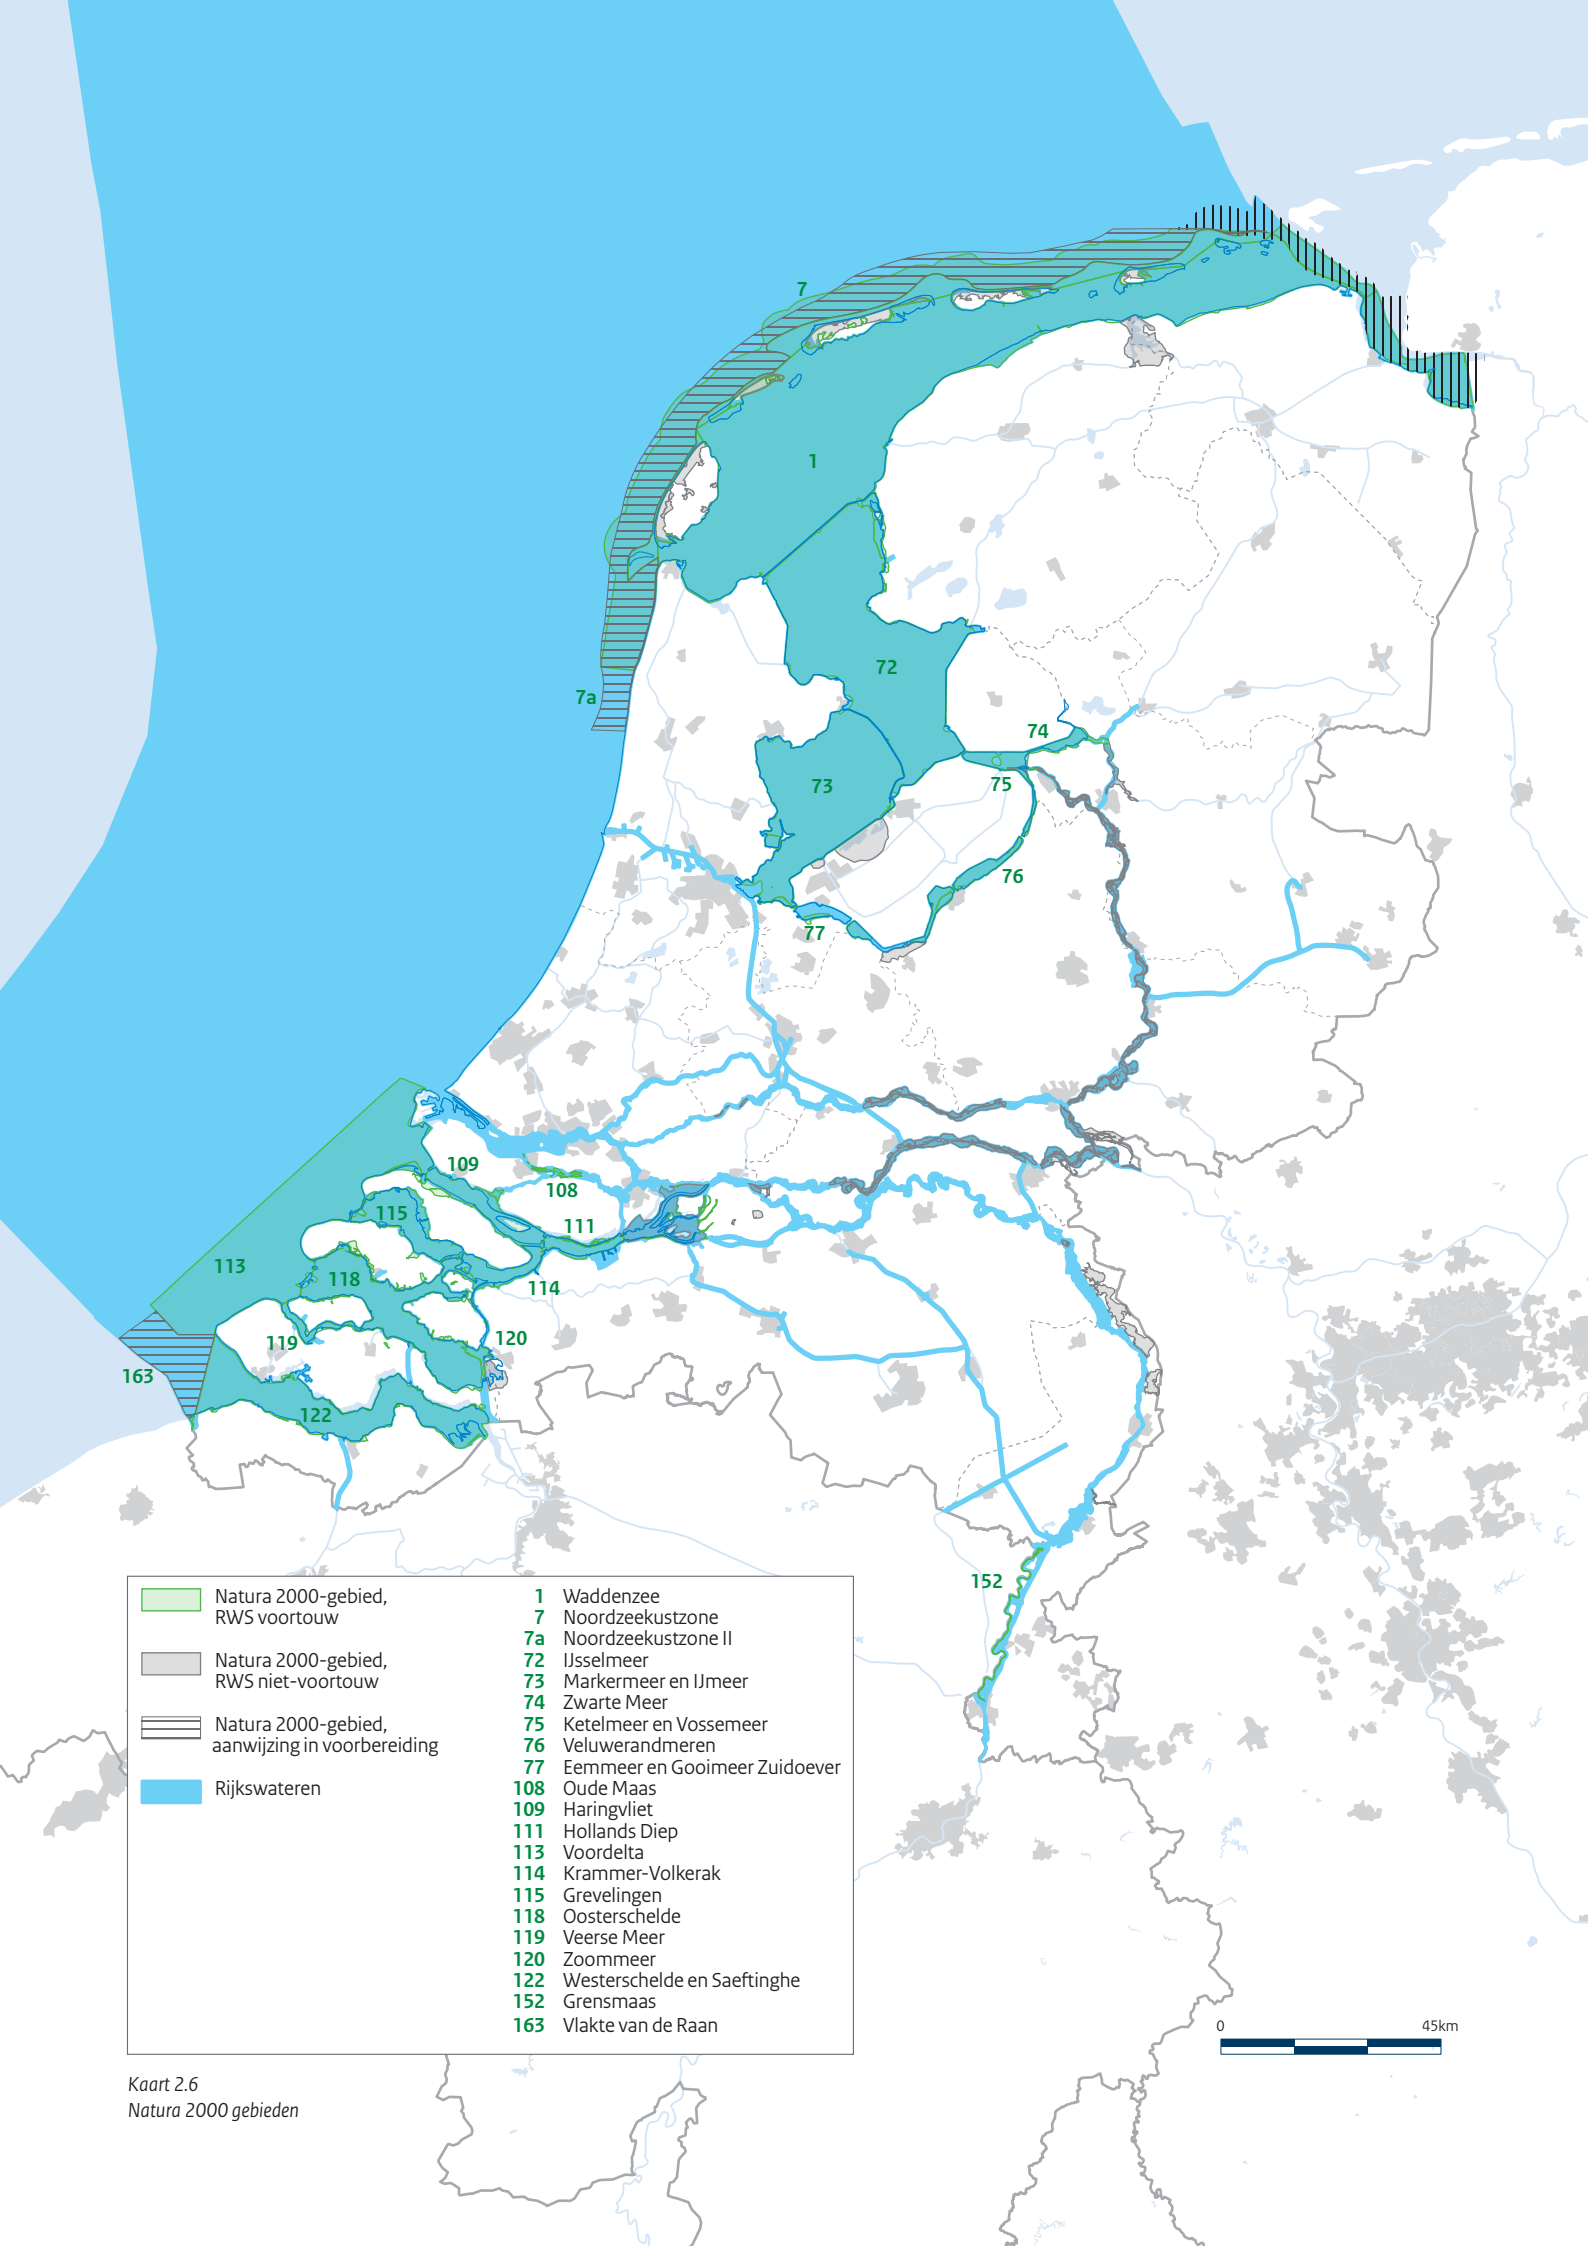 7
1
7a
72
74
73
75
76
77
109
108
115
111
113
118
114
119
120
163
122
152
Natura 2000-gebied,
RWS voortouw
Natura 2000-gebied,
RWS niet-voortouw
Natura 2000-gebied,
aanwijzing in voorbereiding
Rijkswateren
1 Waddenzee
7 Noordzeekustzone
7a Noordzeekustzone II
72 IJsselmeer
73 Markermeer en IJmeer
74 Zwarte Meer
75 Ketelmeer en Vossemeer
76 Veluwerandmeren
77 Eemmeer en Gooimeer Zuidoever
108 Oude Maas
109 Haringvliet
111 Hollands Diep
113 Voordelta
114 Krammer-Volkerak
115 Grevelingen
118 Oosterschelde
119 Veerse Meer
120 Zoommeer
122 Westerschelde en Saeftinghe
152 Grensmaas
163 Vlakte van de Raan
0 45km
Kaart 2.6
Natura 2000 gebieden